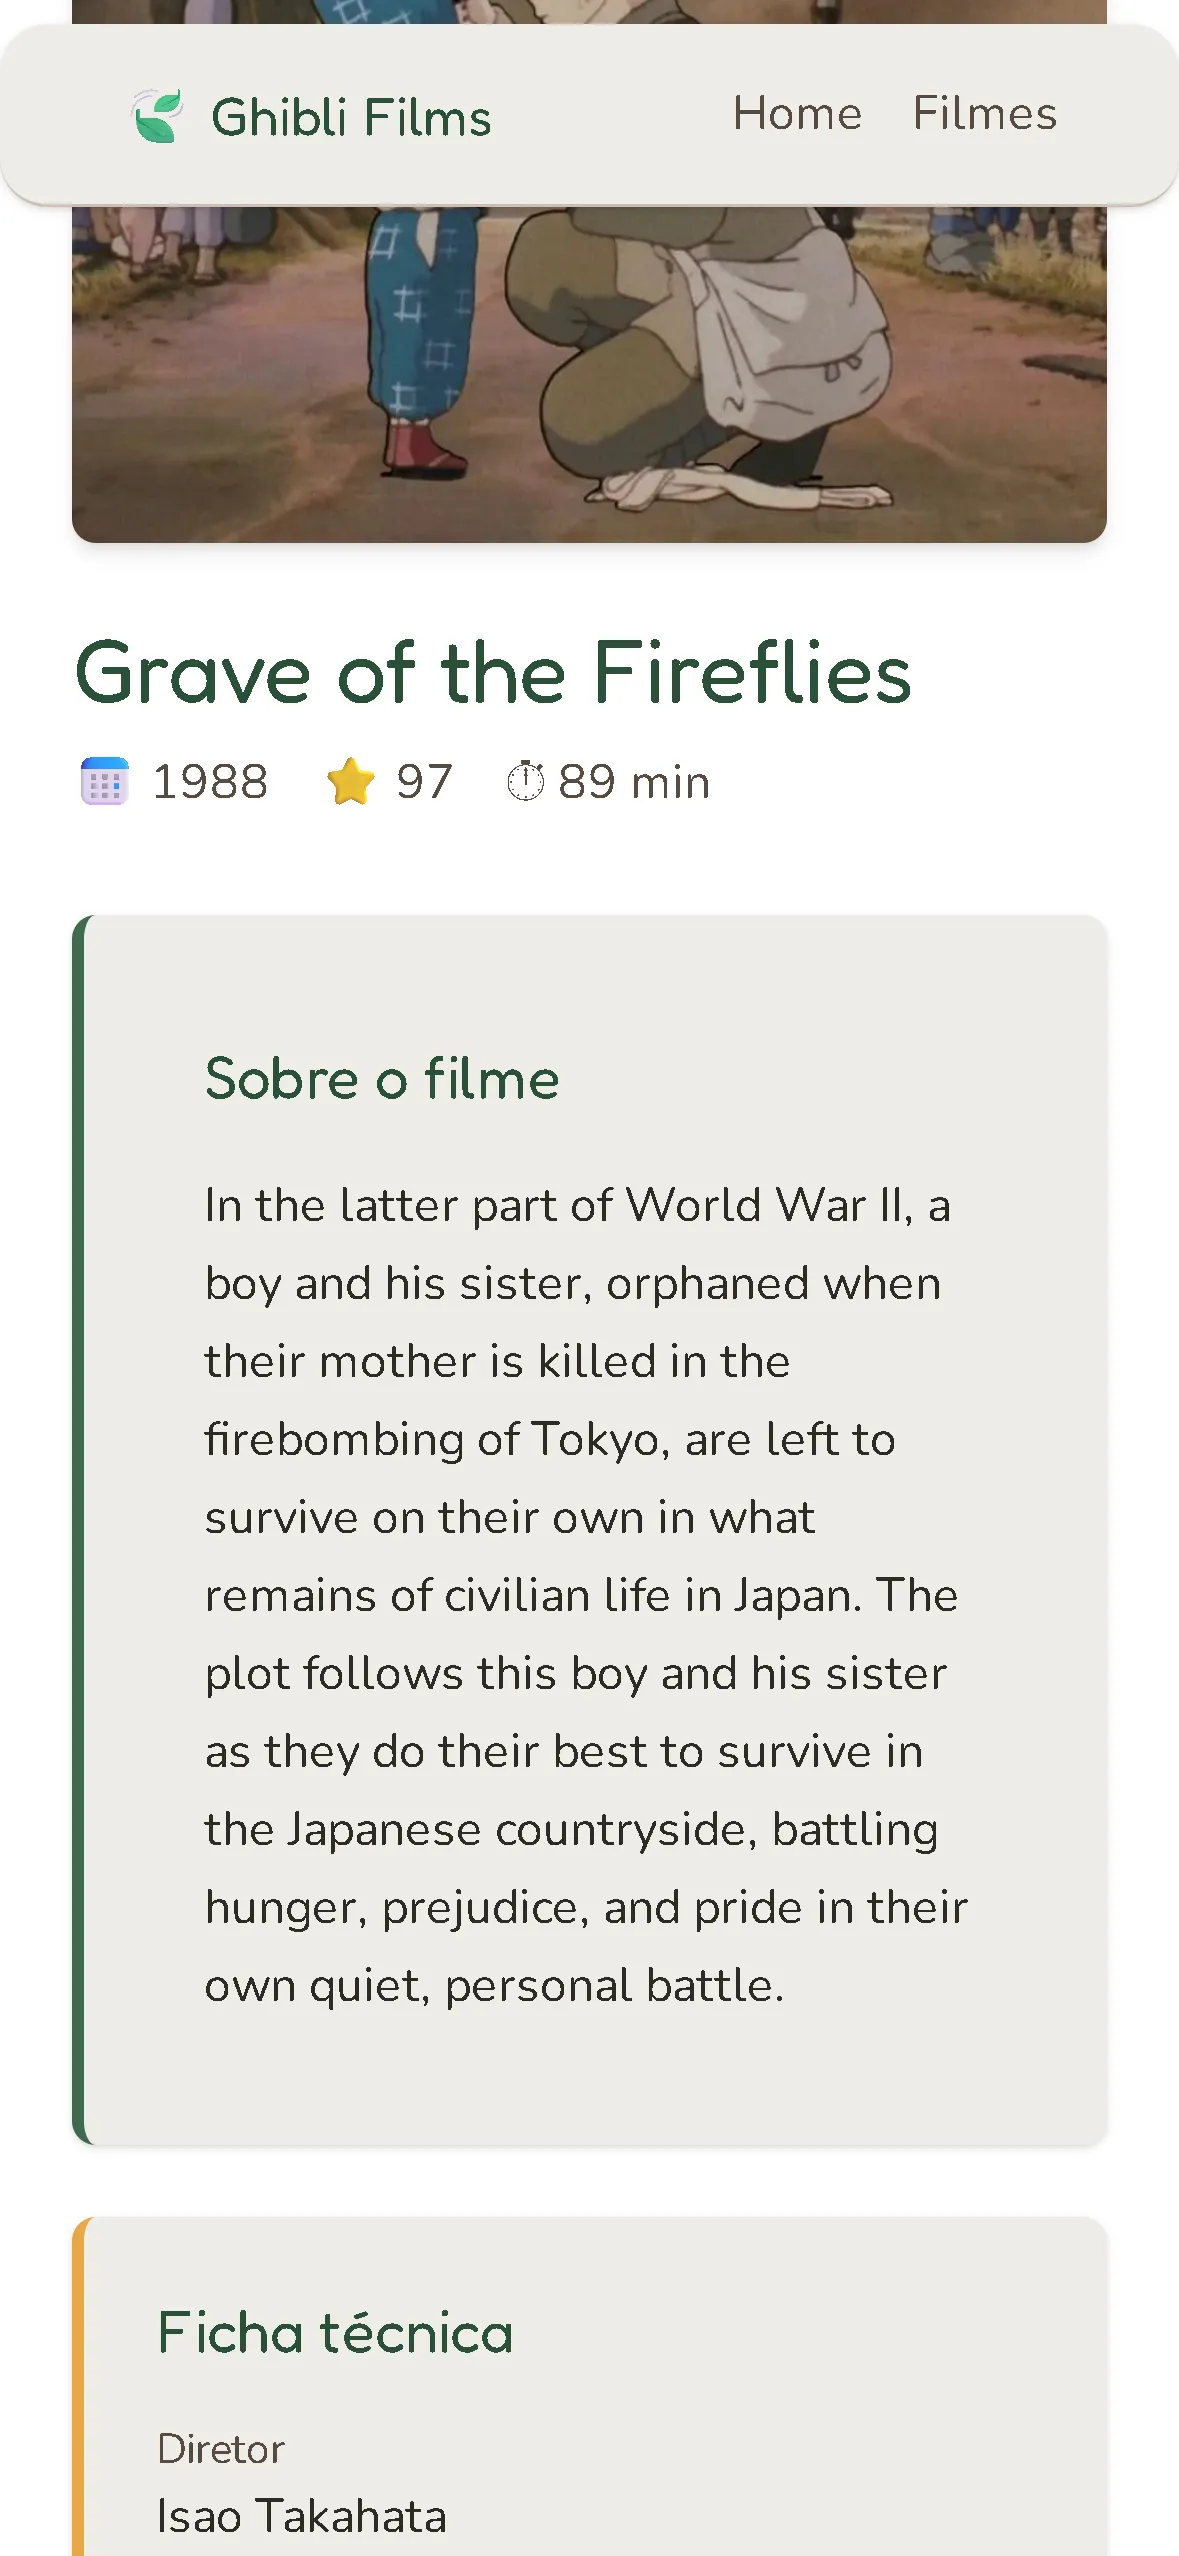 Ghibli Films
Home Filmes
Grave of the Fireflies
1988 97 89 min
Sobre o filme
In the latter part of World War II, a
boy and his sister, orphaned when
their mother is killed in the
firebombing of Tokyo, are left to
survive on their own in what
remains of civilian life in Japan. The
plot follows this boy and his sister
as they do their best to survive in
the Japanese countryside, battling
hunger, prejudice, and pride in their
own quiet, personal battle.
Ficha técnica
Diretor
Isao Takahata